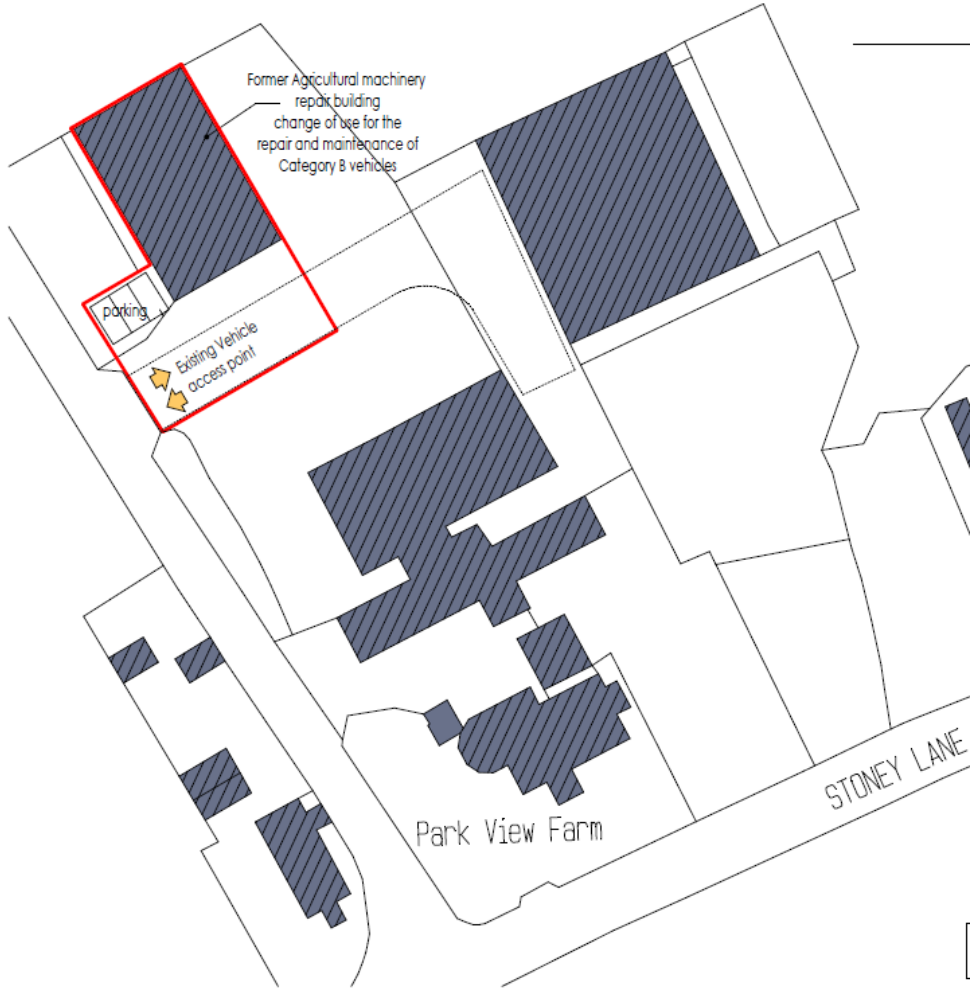 Former Agricultural machinery
repair building
change of use for the
repair and maintenance of
Category B vehicles
parking
Existing Vehicle
access point
Park View Farm
STONEY LANE